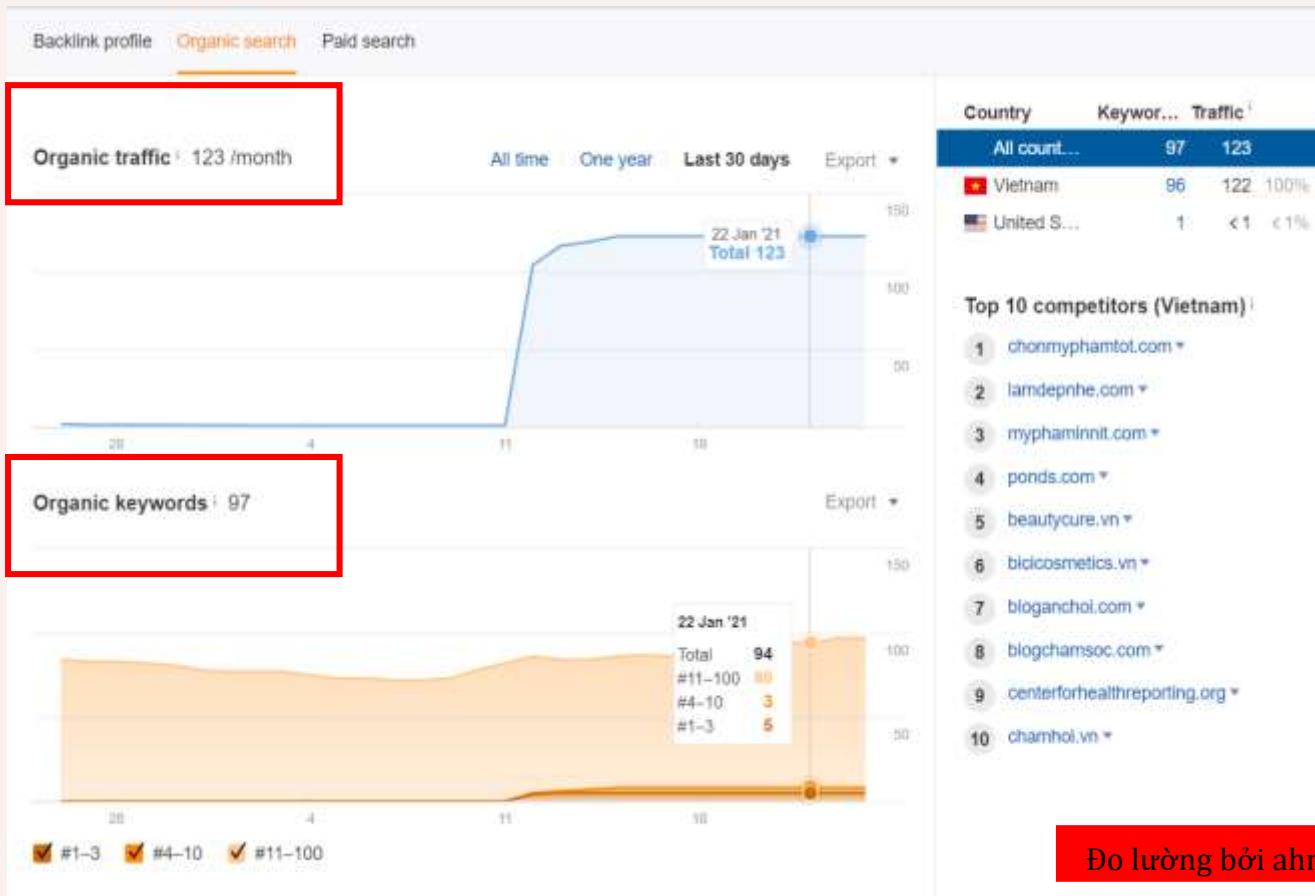 Backlink profile Organic search Paid search
Organic traffic i 123 /month
All time One year Last 30 days Export
150
100
50
22 Jan '21
Total 123
28 4 11 18
Organic keywords i 97
Export
150
100
50
22 Jan '21
Total 94
#11–100
#4–10 3
#1–3 5
28 4 11 18
#1–3 #4–10 #11–100
Country Keywor... Traffic i
All count... 97 123
Vietnam 96 122 100%
United S... 1 <1 <1%
Top 10 competitors (Vietnam) i
1 chonmyphamtot.com
2 lamdepnhe.com
3 myphaminnit.com
4 ponds.com
5 beautycure.vn
6 bicicosmetics.vn
7 bloganchoi.com
8 blogchamsoc.com
9 centerforhealthreporting.org
10 chamhoi.vn
Đo lường bởi ahr